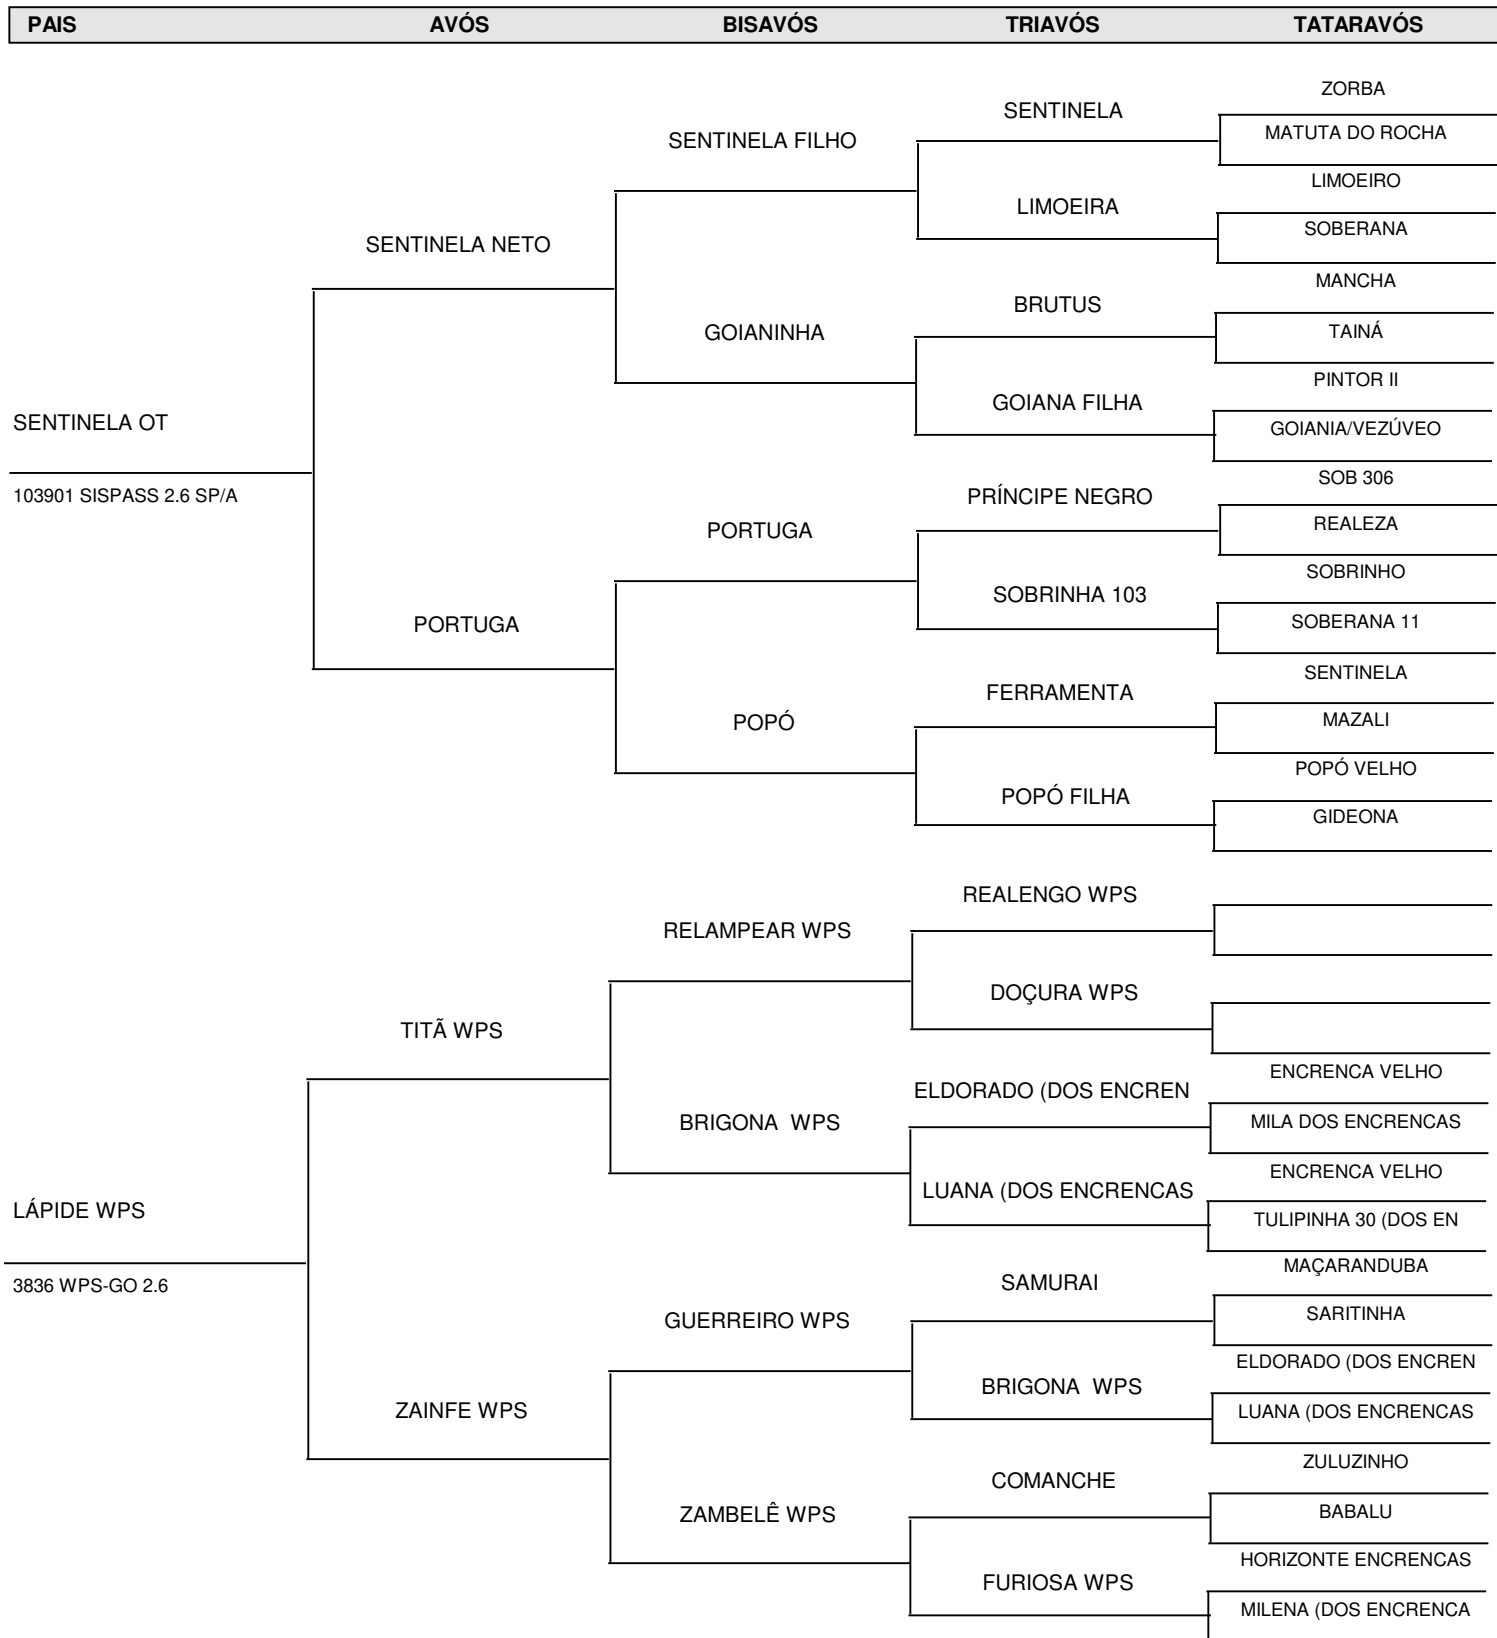 PAIS AVÓS BISAVÓS TRIAVÓS TATARAVÓS
ZORBA
SENTINELA
MATUTA DO ROCHA
SENTINELA FILHO
LIMOEIRO
LIMOEIRA
SOBERANA
SENTINELA NETO
MANCHA
BRUTUS
TAINÁ
GOIANINHA
PINTOR II
GOIANA FILHA
GOIANIA/VEZÚVEO
SENTINELA OT
SOB 306
103901 SISPASS 2.6 SP/A
PRÍNCIPE NEGRO
REALEZA
PORTUGA
SOBRINHO
SOBRINHA 103
SOBERANA 11
PORTUGA
SENTINELA
FERRAMENTA
MAZALI
POPÓ
POPÓ VELHO
POPÓ FILHA
GIDEONA
REALENGO WPS
RELAMPEAR WPS
DOÇURA WPS
TITÃ WPS
ENCRENCA VELHO
ELDORADO (DOS ENCREN
MILA DOS ENCRENCAS
BRIGONA  WPS
ENCRENCA VELHO
LUANA (DOS ENCRENCAS
LÁPIDE WPS
TULIPINHA 30 (DOS EN
3836 WPS-GO 2.6
MAÇARANDUBA
SAMURAI
SARITINHA
GUERREIRO WPS
ELDORADO (DOS ENCREN
BRIGONA  WPS
ZAINFE WPS
LUANA (DOS ENCRENCAS
ZULUZINHO
COMANCHE
BABALU
ZAMBELÊ WPS
HORIZONTE ENCRENCAS
FURIOSA WPS
MILENA (DOS ENCRENCA